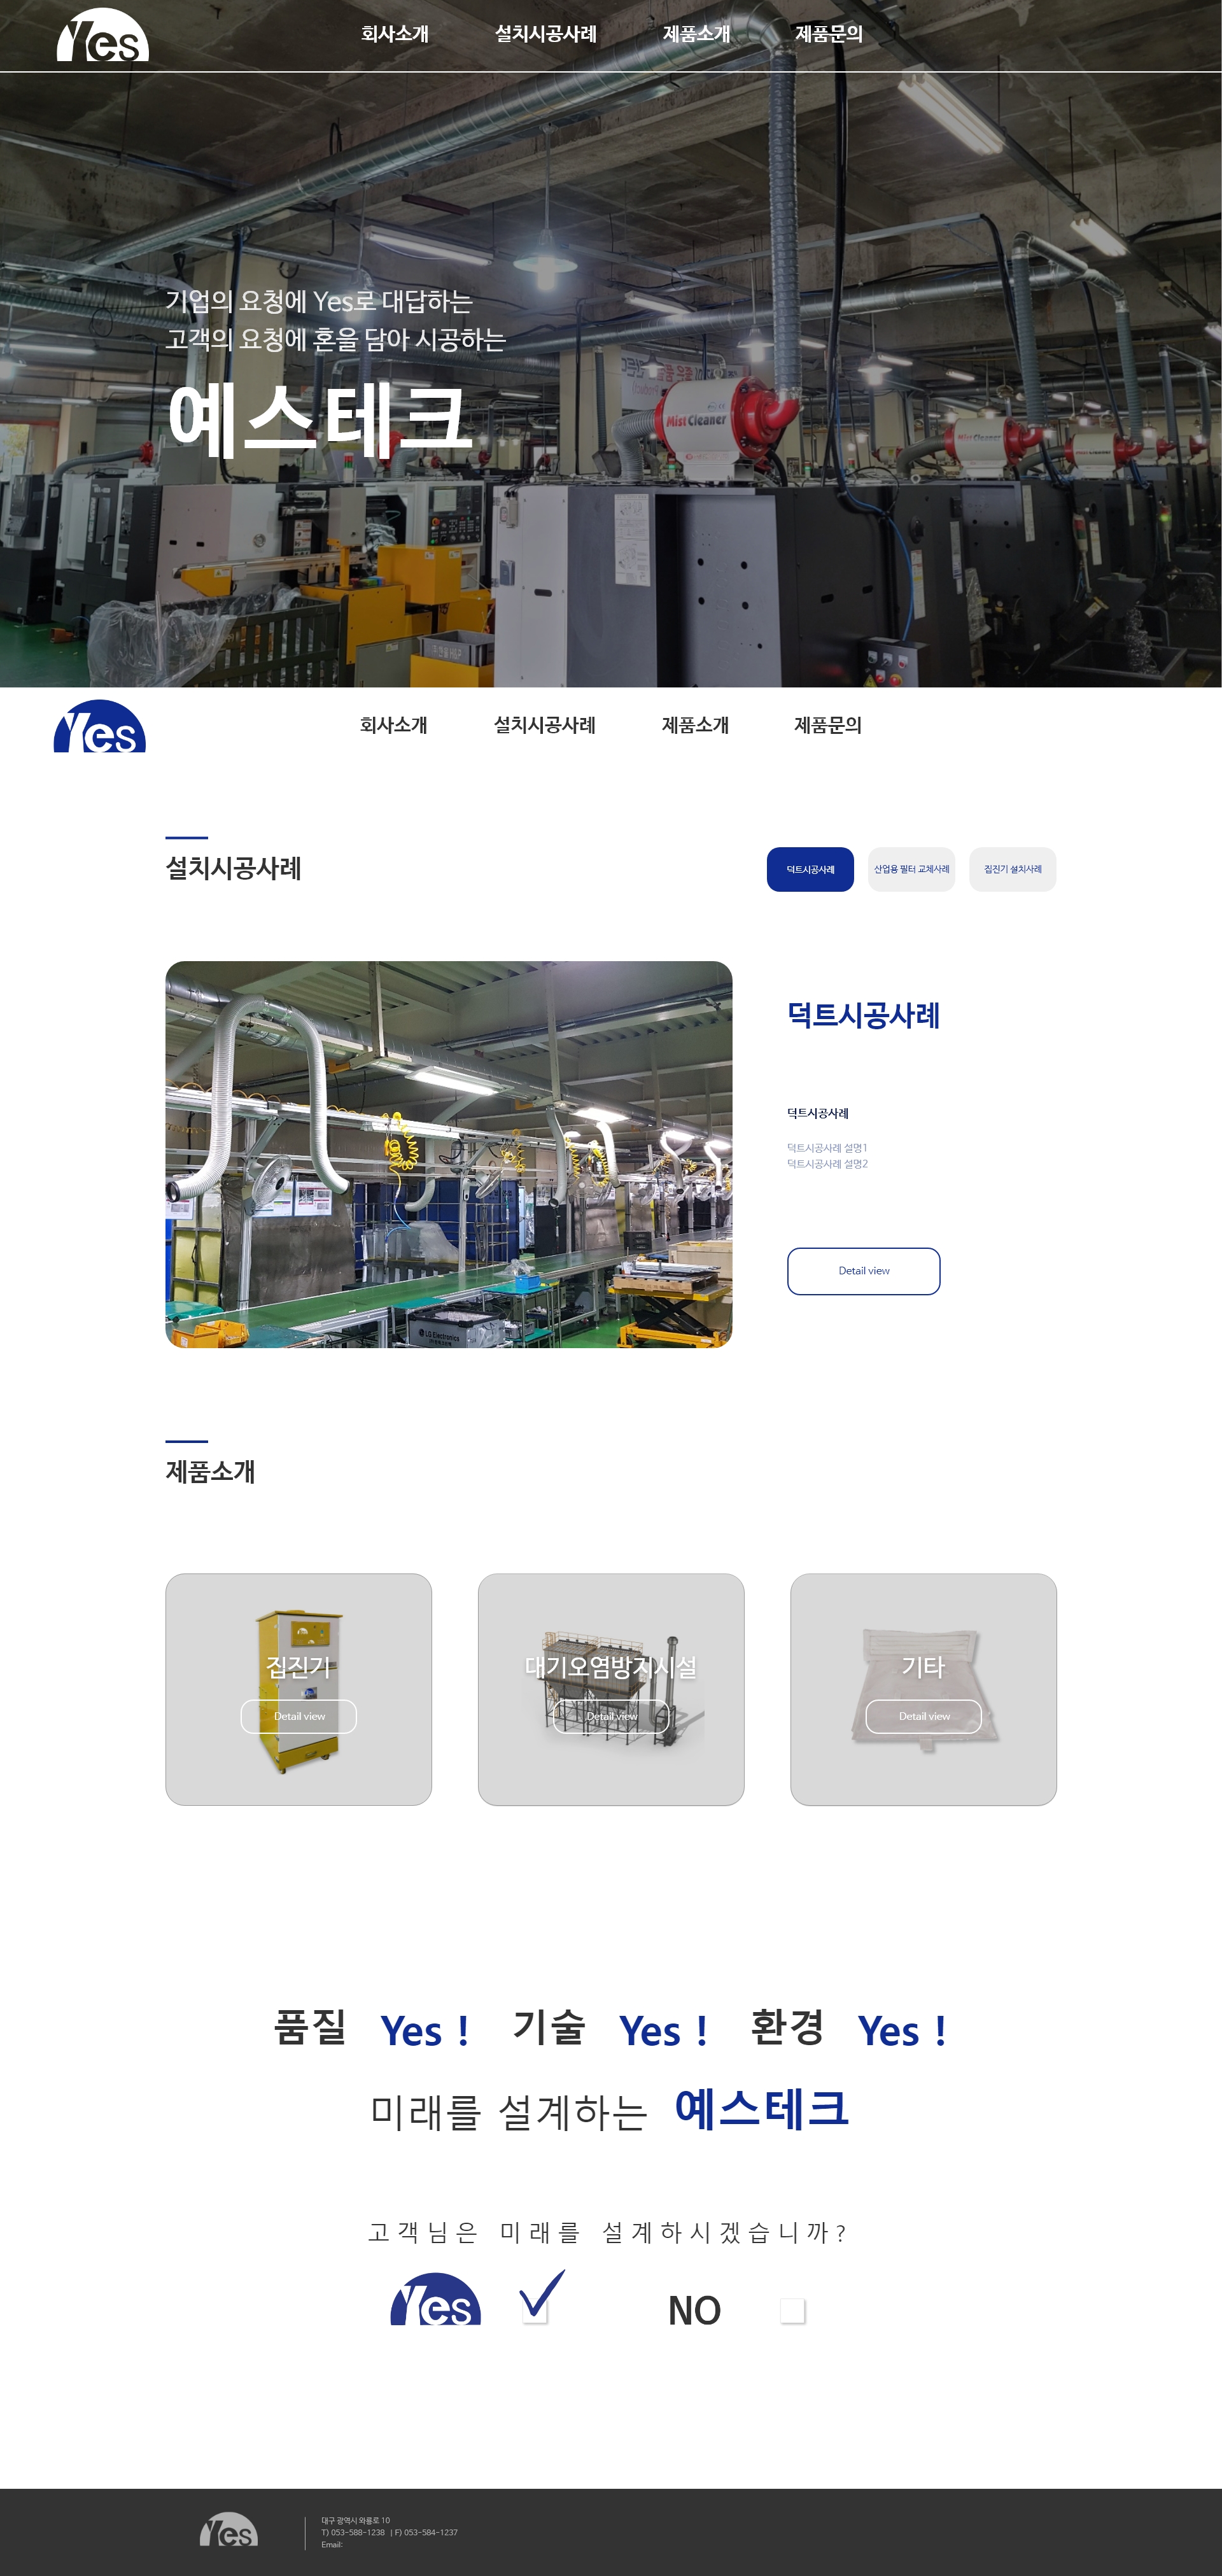 Yes
회사소개 설치시공사례 제품소개 제품문의
기업의 요청에 Yes로 대답하는
고객의 요청에 혼을 담아 시공하는
예스테크
Mist Cleaner
Mist Cleaner
Yes
회사소개 설치시공사례 제품소개 제품문의
설치시공사례
덕트시공사례 산업용 필터 교체사례 집진기 설치사례
덕트시공사례
덕트시공사례
덕트시공사례 설명1
덕트시공사례 설명2
Detail view
LG Electronics
제품소개
집진기
Detail view
대기오염방지시설
Detail view
기타
Detail view
품질 Yes ! 기술 Yes ! 환경 Yes !
미래를 설계하는 예스테크
고객님은 미래를 설계하시겠습니까?
Yes NO
Yes
대구 광역시 와룡로 10
T) 053-588-1238 | F) 053-584-1237
Email: